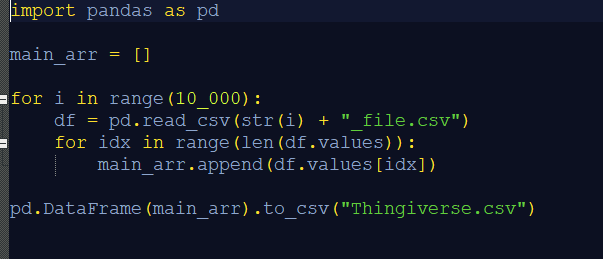 import pandas as pd
main_arr = []
for i in range(10_000):
    df = pd.read_csv(str(i) + "_file.csv")
    for idx in range(len(df.values)):
        main_arr.append(df.values[idx])
pd.DataFrame(main_arr).to_csv("Thingiverse.csv")